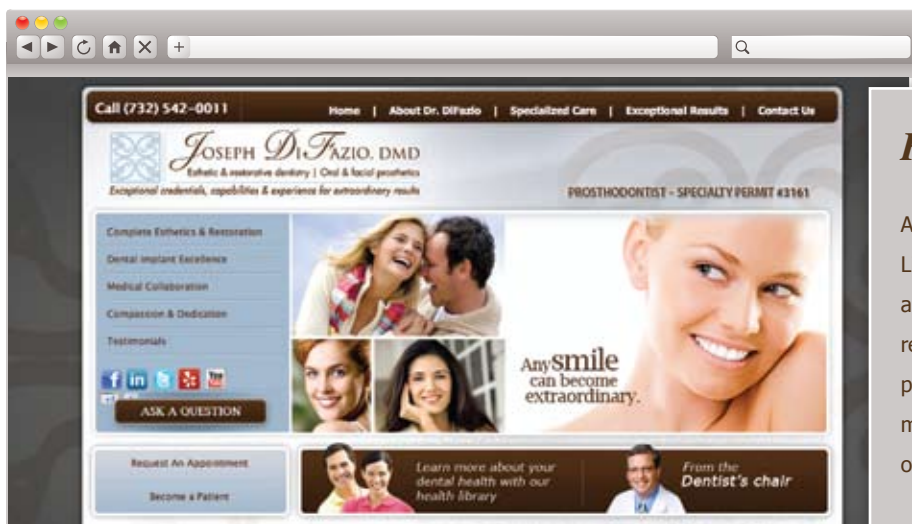 Call (732) 542-0011
Home | About Dr. DiFazio | Specialized Care | Exceptional Results | Contact Us
JOSEPH DIFAZIO, DMD
Esthetic & restorative dentistry | Oral & facial prosthetics
Exceptional credentials, capabilities & experience for extraordinary results
PROSTHODONTIST - SPECIALTY PERMIT #3161
Complete Esthetics & Restoration
Dental Implant Excellence
Medical Collaboration
Compassion & Dedication
Testimonials
ASK A QUESTION
Any smile
can become
extraordinary.
Request An Appointment
Become a Patient
Learn more about your
dental health with our
health library
From the
Dentist's chair
A
L
a
re
p
m
o